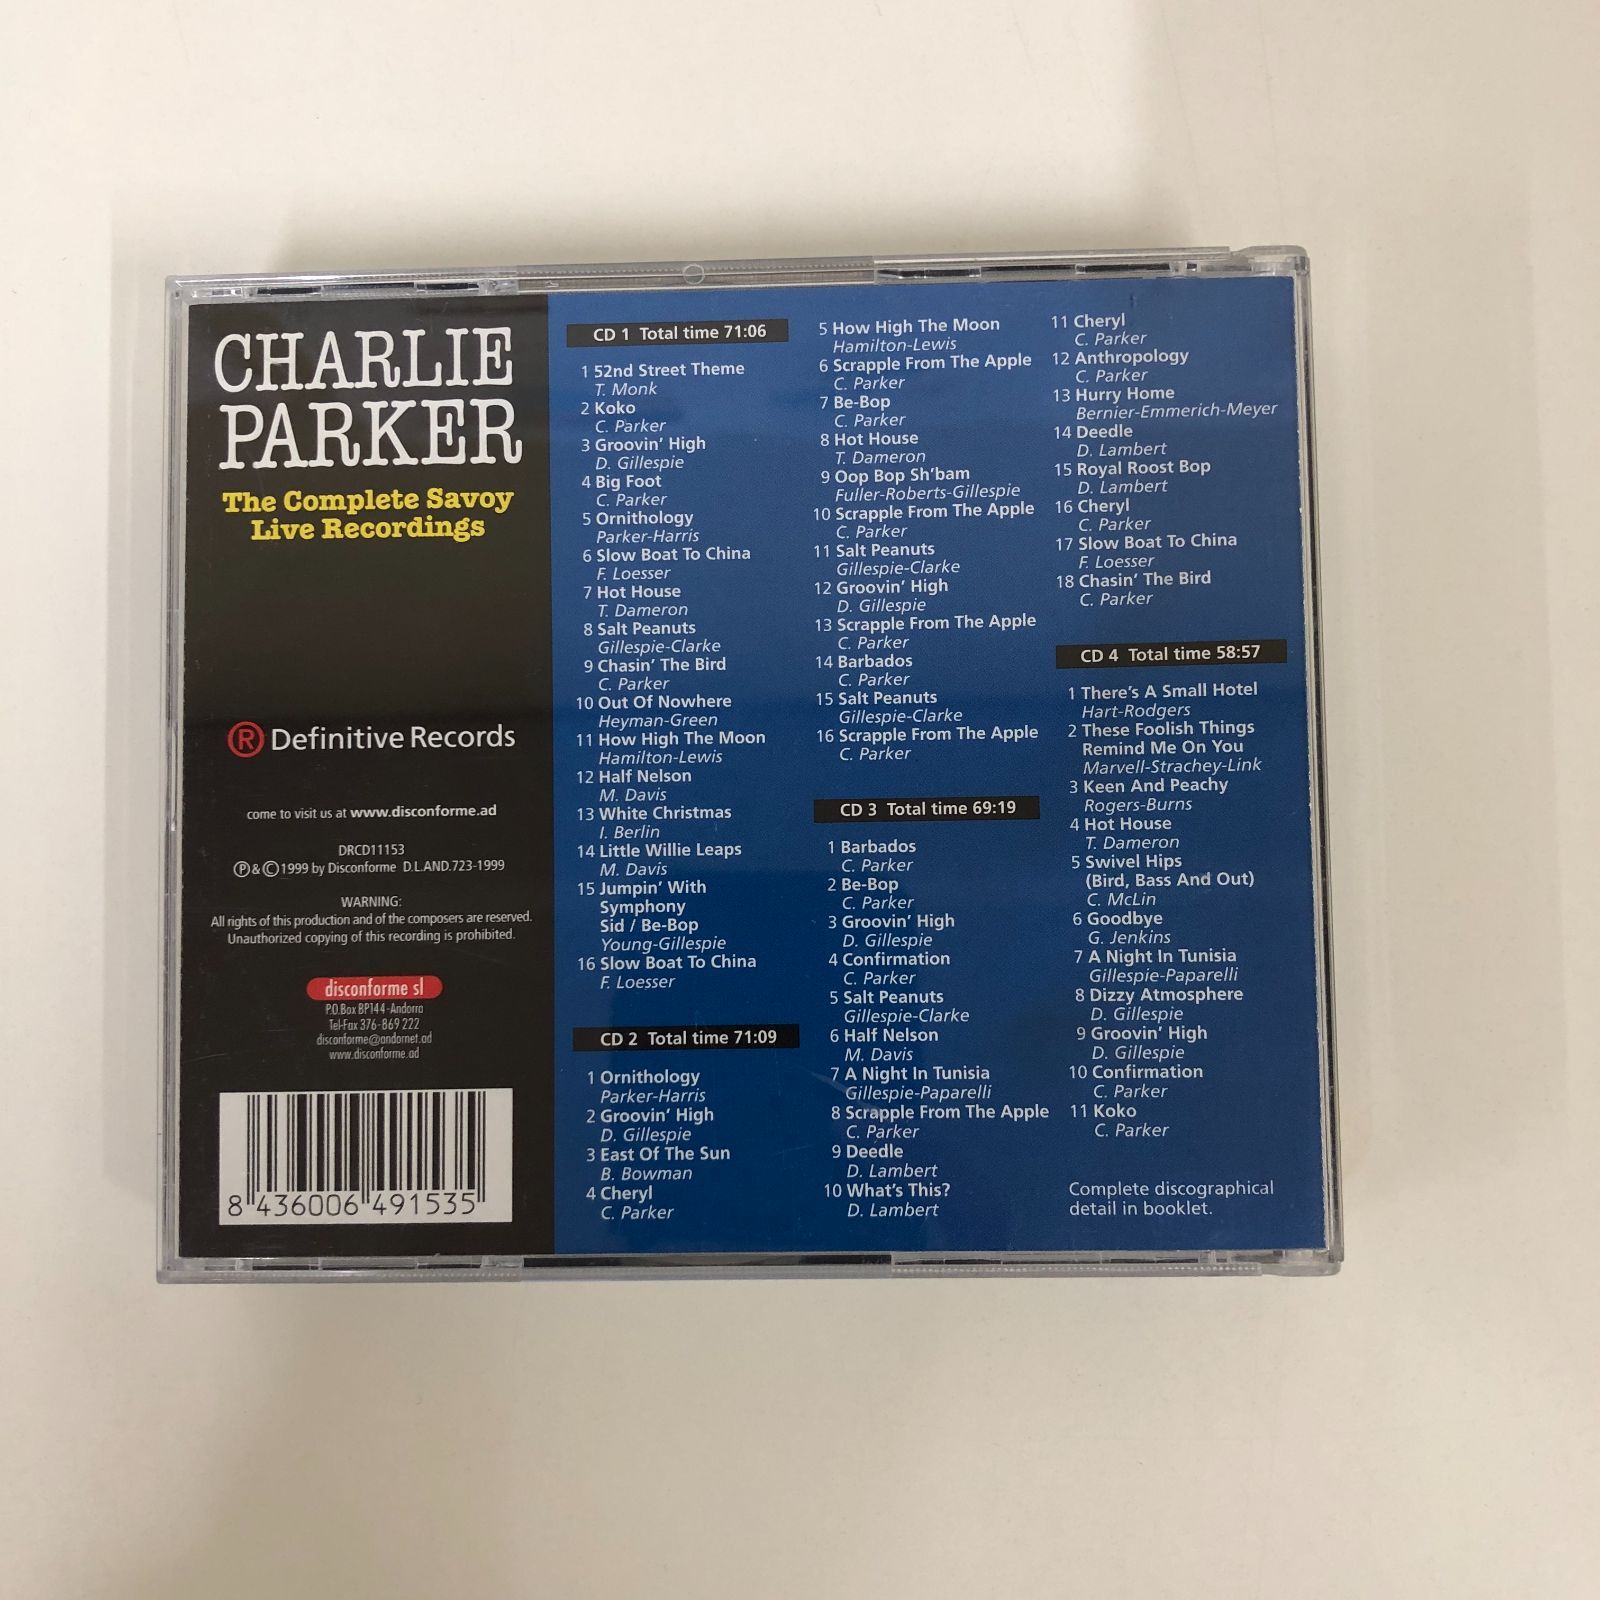 CHARLIE
PARKER
The Complete Savoy
Live Recordings
® Definitive Records
come to visit us at www.disconforme.ad
DRCD11153
℗&©1999 by Disconforme D.L.AND.723-1999
WARNING:
All rights of this production and of the composers are reserved.
Unauthorized copying of this recording is prohibited.
disconforme sl
P.O.Box BP144-Andorra
Tel-Fax 376-869 222
disconforme@andornet.ad
www.disconforme.ad
8 436006 491535
CD 1 Total time 71:06
1 52nd Street Theme
T. Monk
2 Koko
C. Parker
3 Groovin' High
D. Gillespie
4 Big Foot
C. Parker
5 Ornithology
Parker-Harris
6 Slow Boat To China
F. Loesser
7 Hot House
T. Dameron
8 Salt Peanuts
Gillespie-Clarke
9 Chasin' The Bird
C. Parker
10 Out Of Nowhere
Heyman-Green
11 How High The Moon
Hamilton-Lewis
12 Half Nelson
M. Davis
13 White Christmas
I. Berlin
14 Little Willie Leaps
M. Davis
15 Jumpin' With
Symphony
Sid / Be-Bop
Young-Gillespie
16 Slow Boat To China
F. Loesser
CD 2 Total time 71:09
1 Ornithology
Parker-Harris
2 Groovin' High
D. Gillespie
3 East Of The Sun
B. Bowman
4 Cheryl
C. Parker
5 How High The Moon
Hamilton-Lewis
6 Scrapple From The Apple
C. Parker
7 Be-Bop
C. Parker
8 Hot House
T. Dameron
9 Oop Bop Sh'bam
Fuller-Roberts-Gillespie
10 Scrapple From The Apple
C. Parker
11 Salt Peanuts
Gillespie-Clarke
12 Groovin' High
D. Gillespie
13 Scrapple From The Apple
C. Parker
14 Barbados
C. Parker
15 Salt Peanuts
Gillespie-Clarke
16 Scrapple From The Apple
C. Parker
CD 3 Total time 69:19
1 Barbados
C. Parker
2 Be-Bop
C. Parker
3 Groovin' High
D. Gillespie
4 Confirmation
C. Parker
5 Salt Peanuts
Gillespie-Clarke
6 Half Nelson
M. Davis
7 A Night In Tunisia
Gillespie-Paparelli
8 Scrapple From The Apple
C. Parker
9 Deedle
D. Lambert
10 What's This?
D. Lambert
11 Cheryl
C. Parker
12 Anthropology
C. Parker
13 Hurry Home
Bernier-Emmerich-Meyer
14 Deedle
D. Lambert
15 Royal Roost Bop
D. Lambert
16 Cheryl
C. Parker
17 Slow Boat To China
F. Loesser
18 Chasin' The Bird
C. Parker
CD 4 Total time 58:57
1 There's A Small Hotel
Hart-Rodgers
2 These Foolish Things
Remind Me On You
Marvell-Strachey-Link
3 Keen And Peachy
Rogers-Burns
4 Hot House
T. Dameron
5 Swivel Hips
(Bird, Bass And Out)
C. McLin
6 Goodbye
G. Jenkins
7 A Night In Tunisia
Gillespie-Paparelli
8 Dizzy Atmosphere
D. Gillespie
9 Groovin' High
D. Gillespie
10 Confirmation
C. Parker
11 Koko
C. Parker
Complete discographical
detail in booklet.